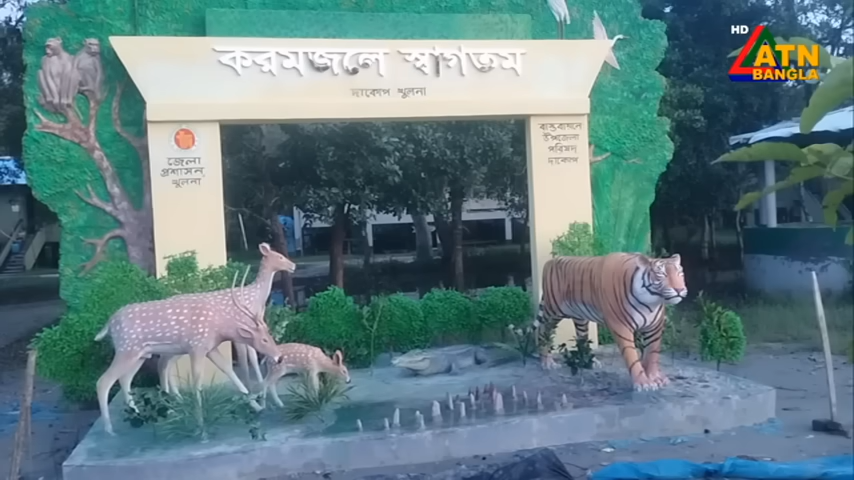 করমজলে স্বাগতম
দাকোপ খুলনা
জেলা
প্রশাসন,
খুলনা
বাস্তবায়নে
উপজেলা
পরিষদ,
দাকোপ
HD
ATN
BANGLA